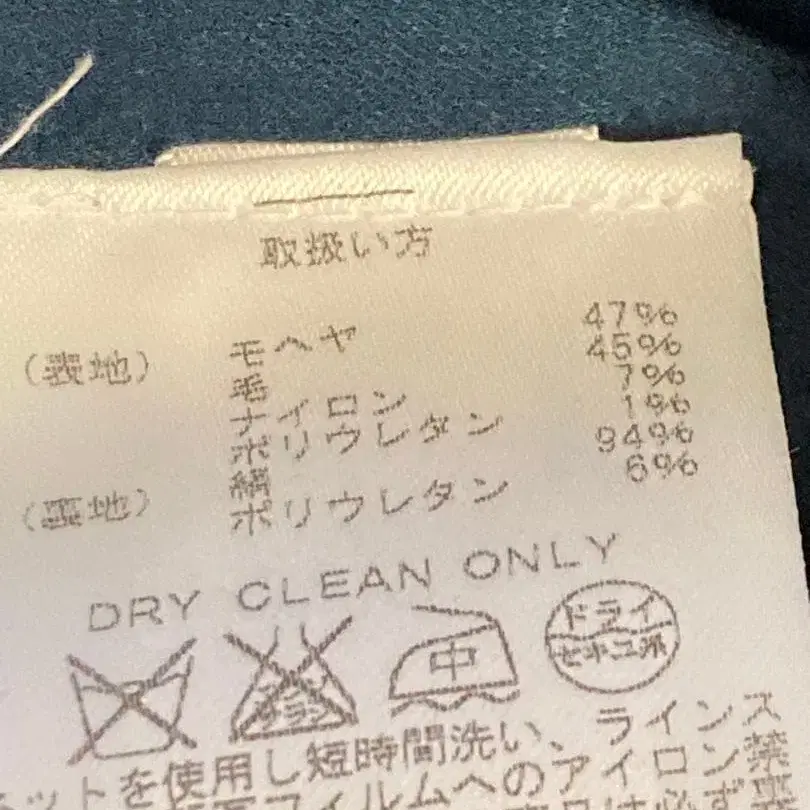 取扱い方
(表地) モヘヤ 47%
毛 45%
ナイロン 7%
ポリウレタン 1%
(裏地) 絹 94%
ポリウレタン 6%
DRY CLEAN ONLY
中 ドライ
セキユ系
ットを使用し短時間洗い、ラインス
フィルムへのアイロン禁